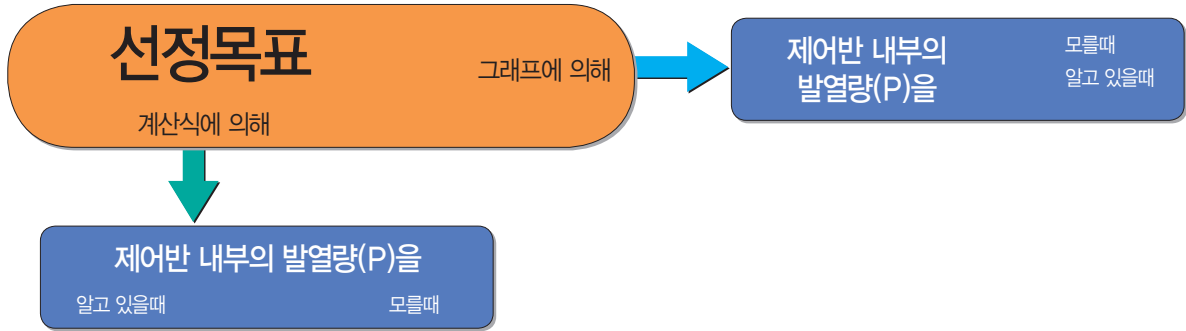 선정목표
그래프에 의해
계산식에 의해
제어반 내부의
발열량(P)을
모를때
알고 있을때
제어반 내부의 발열량(P)을
알고 있을때
모를때